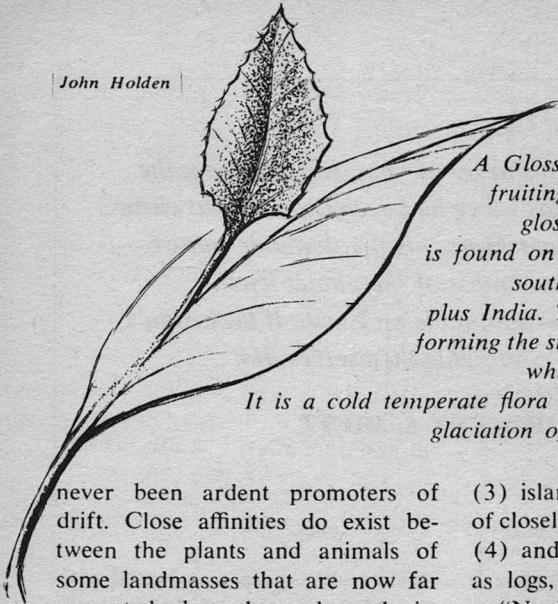 John Holden
A Gloss
fruiting
glos
is found on
south
plus India.
forming the s
wh
It is a cold temperate flora
glaciation o
never been ardent promoters of
drift. Close affinities do exist be-
tween the plants and animals of
some landmasses that are now far
(3) islan
of closel
(4) and
as logs,